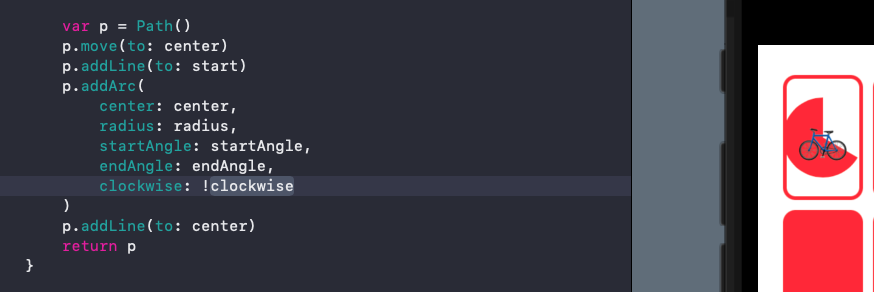 var p = Path()
p.move(to: center)
p.addLine(to: start)
p.addArc(
center: center,
radius: radius,
startAngle: startAngle,
endAngle: endAngle,
clockwise: !clockwise
)
p.addLine(to: center)
return p
}